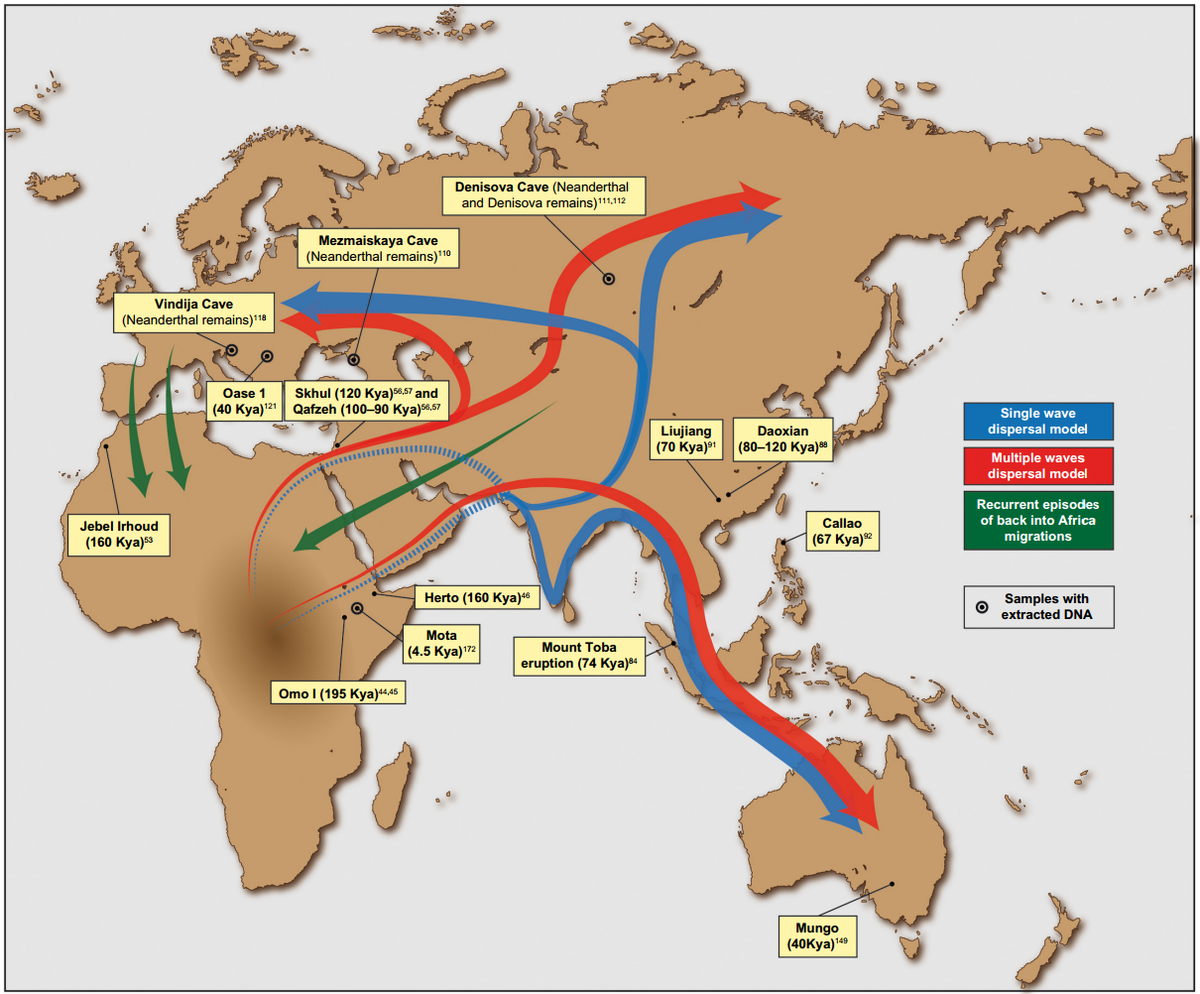 Denisova Cave (Neanderthal
and Denisova remains)111,112
Mezmaiskaya Cave
(Neanderthal remains)110
Vindija Cave
(Neanderthal remains)118
Oase 1
(40 Kya)121
Skhul (120 Kya)56,57 and
Qafzeh (100–90 Kya)56,57
Liujiang
(70 Kya)91
Daoxian
(80–120 Kya)88
Single wave
dispersal model
Multiple waves
dispersal model
Recurrent episodes
of back into Africa
migrations
Jebel Irhoud
(160 Kya)53
Callao
(67 Kya)92
Herto (160 Kya)46
Samples with
extracted DNA
Mota
(4.5 Kya)172
Mount Toba
eruption (74 Kya)84
Omo I (195 Kya)44,45
Mungo
(40Kya)149